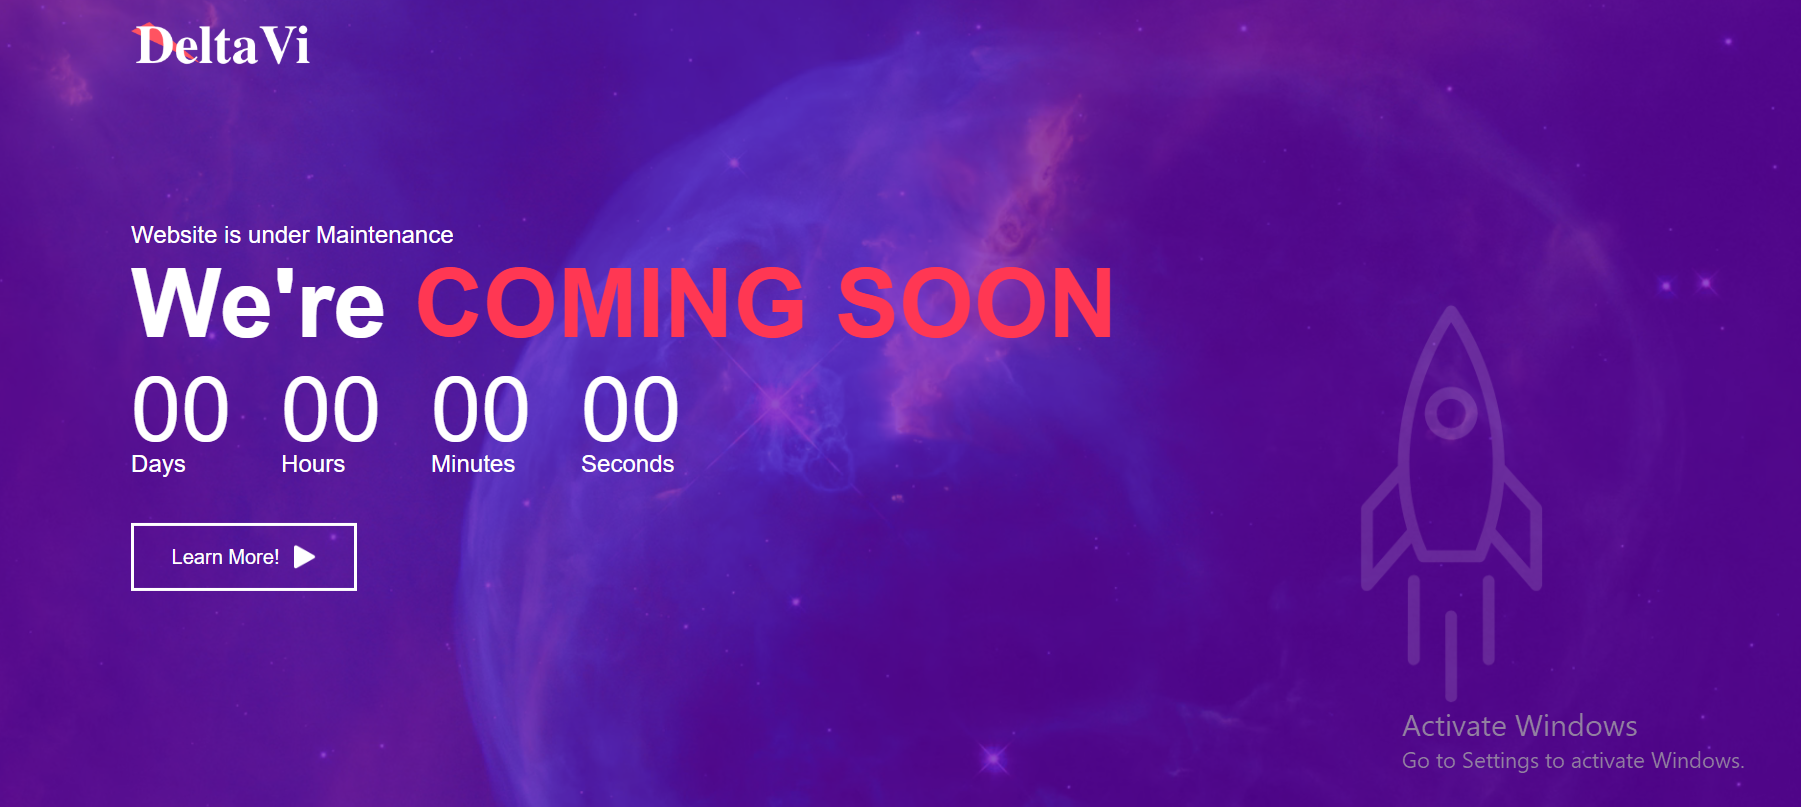 DeltaVi
Website is under Maintenance
We're COMING SOON
00 00 00 00
Days Hours Minutes Seconds
Learn More!
Activate Windows
Go to Settings to activate Windows.